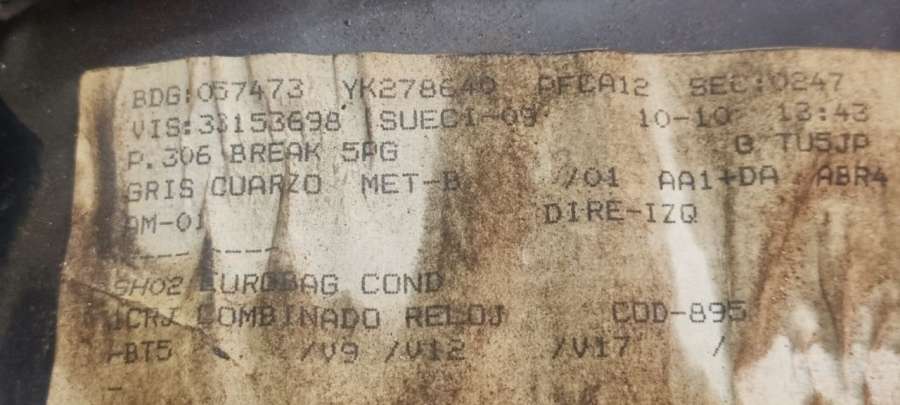 BDG:057473 YK278640 PFCA12 SEC:0247
VIS:33153698 SUECI-09 10-10 13:43
P.306 BREAK 5PG G TU5JP
GRIS CUARZO MET-B /01 AA1+DA ABR4
AM-01 DIRE-IZQ
-------
SH02 EUROBAG COND
1CRJ COMBINADO RELOJ COD-895
-BT5 /V9 /V12 /V17 /
-